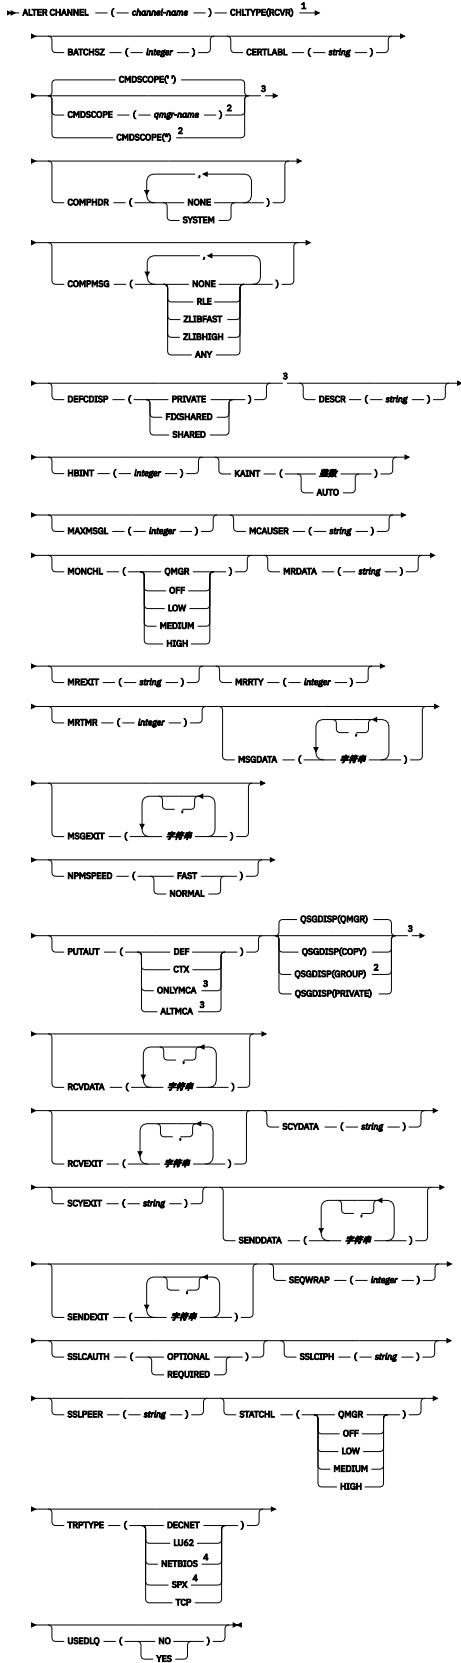 ALTER CHANNEL — ( — channel-name — ) — CHLTYPE(RCVR) 1
BATCHSZ — ( — integer — ) CERTLABL — ( — string — )
CMDSCOPE(' ') 3
CMDSCOPE — ( — qmgr-name — ) 2
CMDSCOPE(*) 2
,
COMPHDR — ( NONE )
SYSTEM
,
COMPMSG — ( NONE )
RLE
ZLIBFAST
ZLIBHIGH
ANY
3
DEFCDISP — ( PRIVATE ) DESCR — ( — string — )
FIXSHARED
SHARED
HBINT — ( — integer — ) KAINT — ( 整数 )
AUTO
MAXMSGL — ( — integer — ) MCAUSER — ( — string — )
MONCHL — ( QMGR ) MRDATA — ( — string — )
OFF
LOW
MEDIUM
HIGH
MREXIT — ( — string — ) MRRTY — ( — integer — )
MRTMR — ( — integer — ) ,
MSGDATA — ( 字符串 )
,
MSGEXIT — ( 字符串 )
NPMSPEED — ( FAST )
NORMAL
QSGDISP(QMGR) 3
PUTAUT — ( DEF ) QSGDISP(COPY)
CTX QSGDISP(GROUP) 2
ONLYMCA 3 QSGDISP(PRIVATE)
ALTMCA 3
,
RCVDATA — ( 字符串 )
, SCYDATA — ( — string — )
RCVEXIT — ( 字符串 )
SCYEXIT — ( — string — ) ,
SENDDATA — ( 字符串 )
, SEQWRAP — ( — integer — )
SENDEXIT — ( 字符串 )
SSLCAUTH — ( OPTIONAL ) SSLCIPH — ( — string — )
REQUIRED
SSLPEER — ( — string — ) STATCHL — ( QMGR )
OFF
LOW
MEDIUM
HIGH
TRPTYPE — ( DECNET )
LU62
NETBIOS 4
SPX 4
TCP
USEDLQ — ( NO )
YES